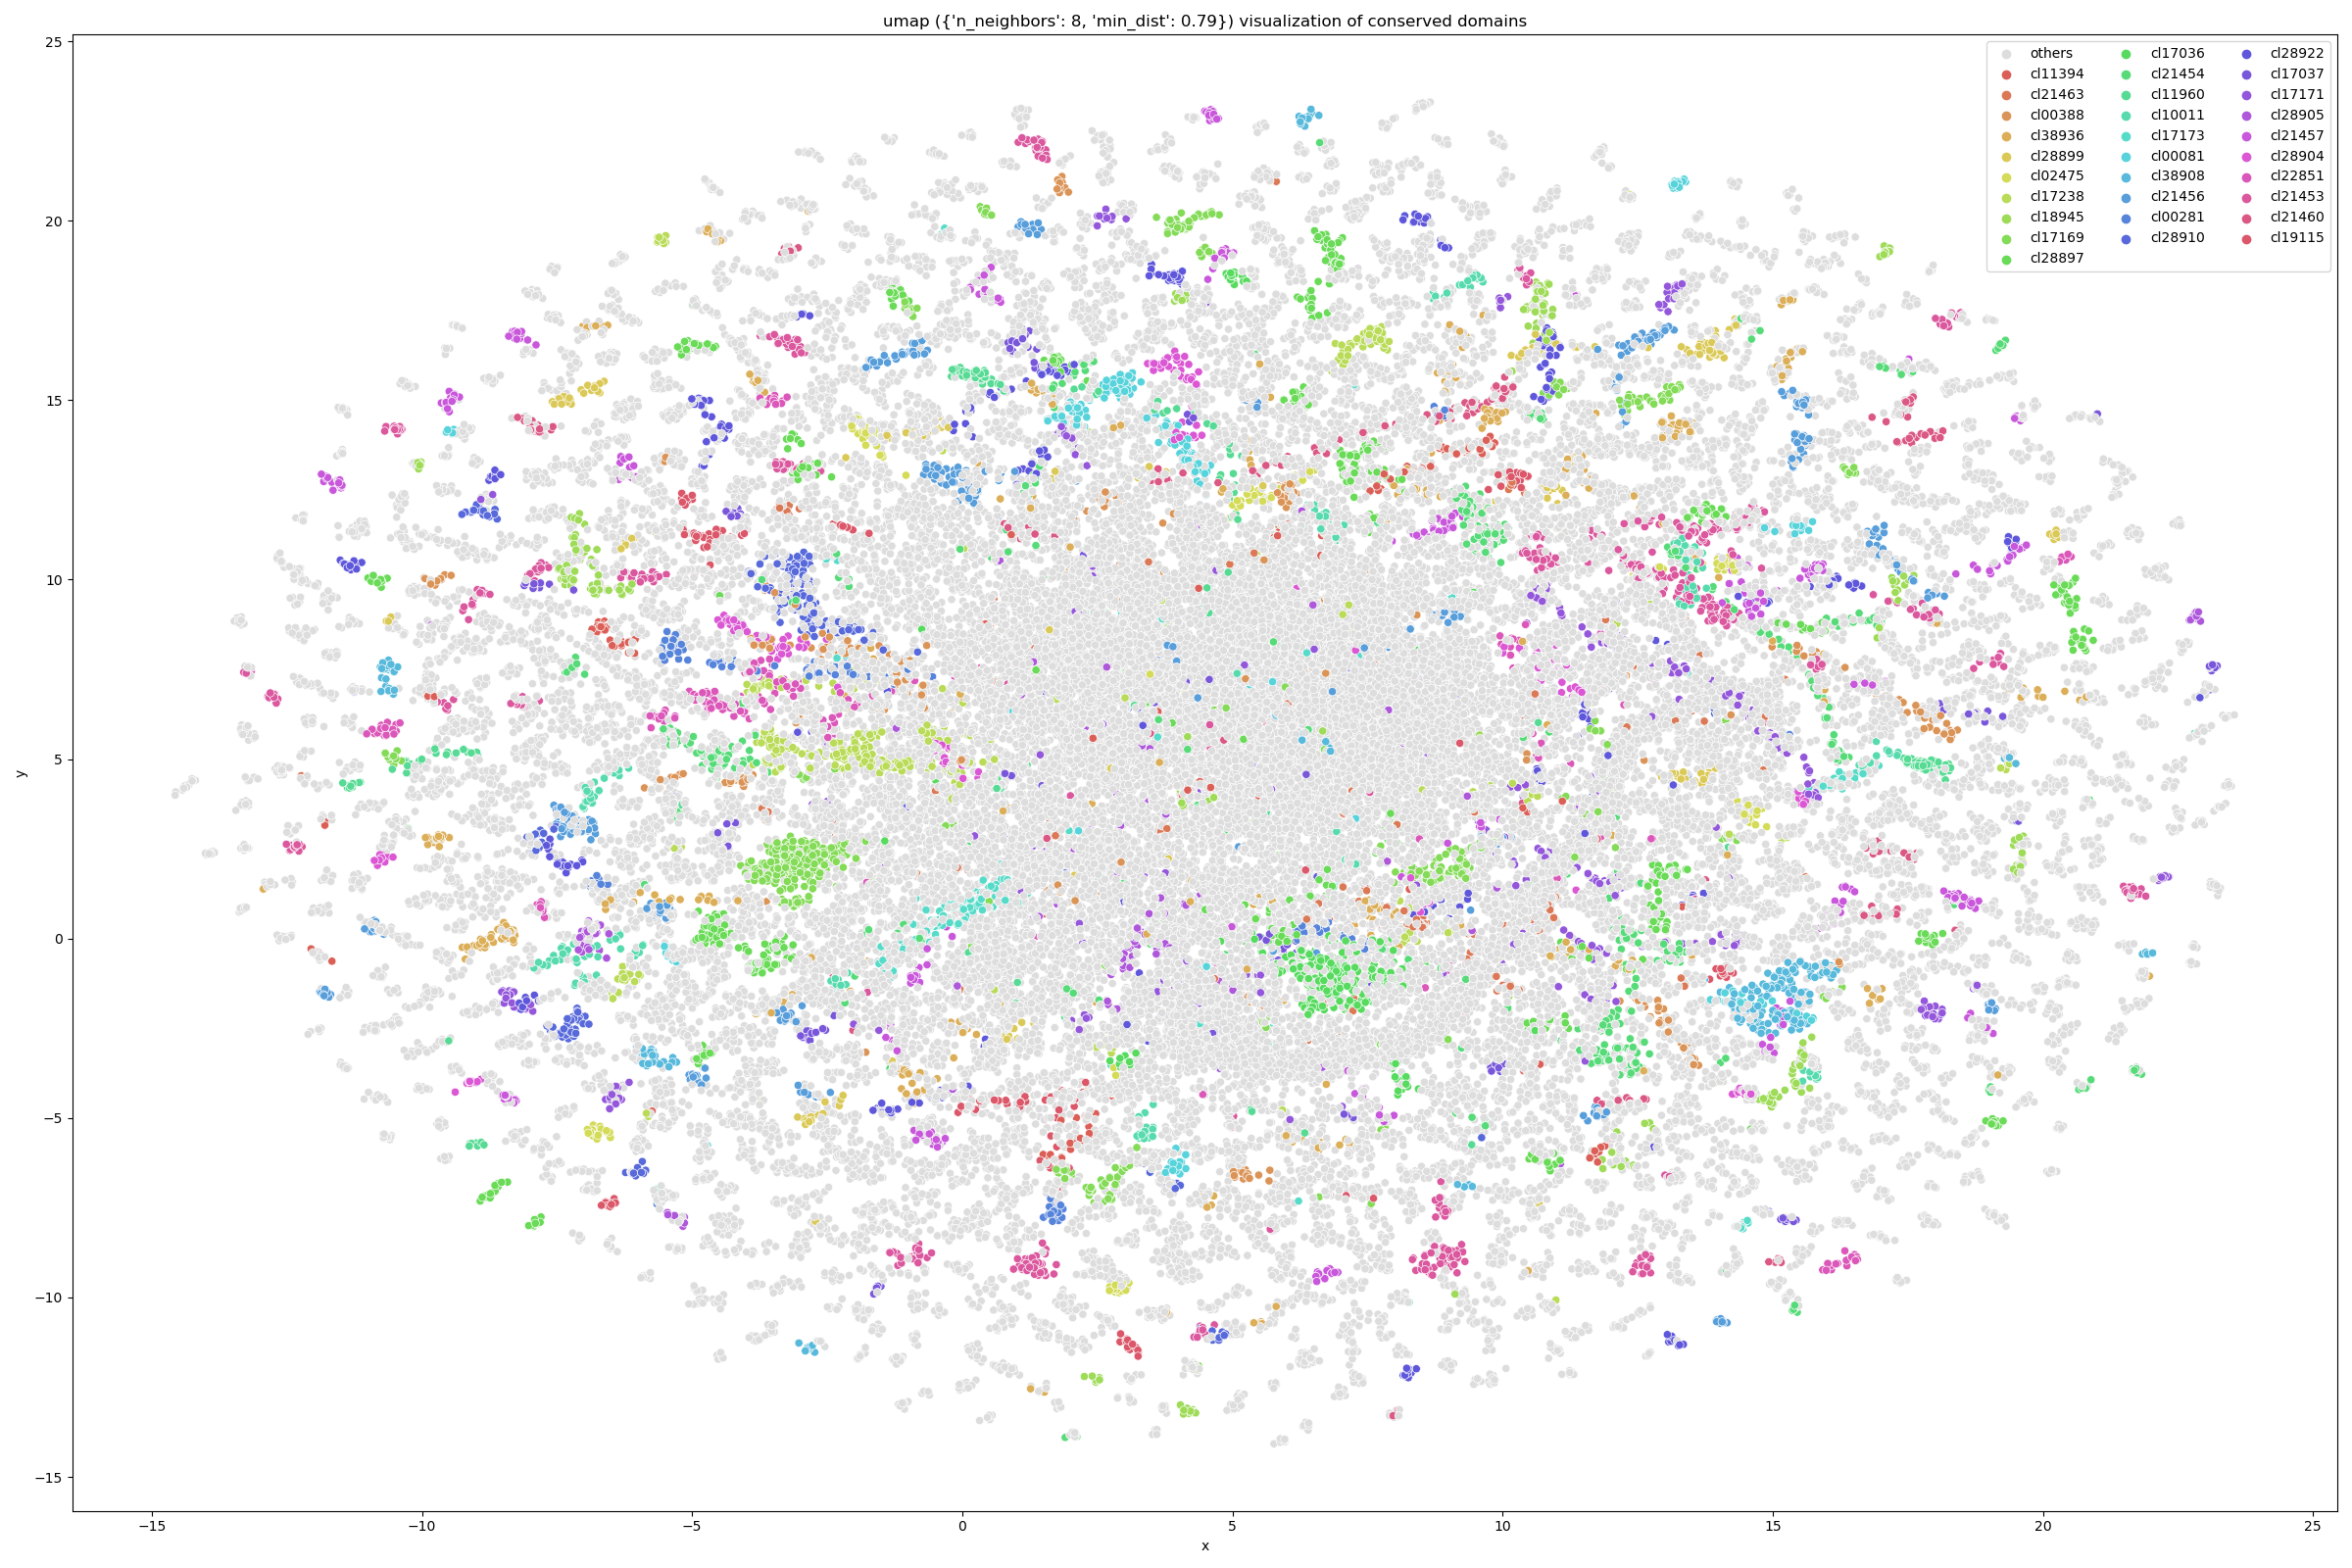 umap ({'n_neighbors': 8, 'min_dist': 0.79}) visualization of conserved domains
25
20
15
10
5
0
−5
−10
−15
y
−15 −10 −5 0 5 10 15 20 25
x
others cl17036 cl28922
cl11394 cl21454 cl17037
cl21463 cl11960 cl17171
cl00388 cl10011 cl28905
cl38936 cl17173 cl21457
cl28899 cl00081 cl28904
cl02475 cl38908 cl22851
cl17238 cl21456 cl21453
cl18945 cl00281 cl21460
cl17169 cl28910 cl19115
cl28897